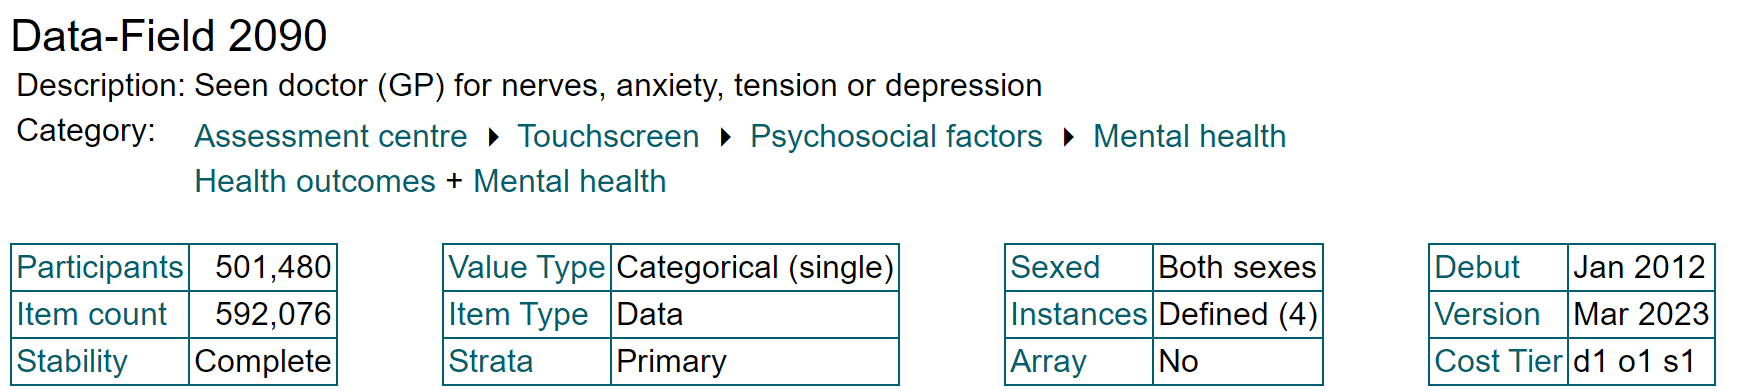 Data-Field 2090
Description: Seen doctor (GP) for nerves, anxiety, tension or depression
Category: Assessment centre ▶ Touchscreen ▶ Psychosocial factors ▶ Mental health
Health outcomes + Mental health
Participants 501,480 Value Type Categorical (single) Sexed Both sexes Debut Jan 2012
Item count 592,076 Item Type Data Instances Defined (4) Version Mar 2023
Stability Complete Strata Primary Array No Cost Tier d1 o1 s1